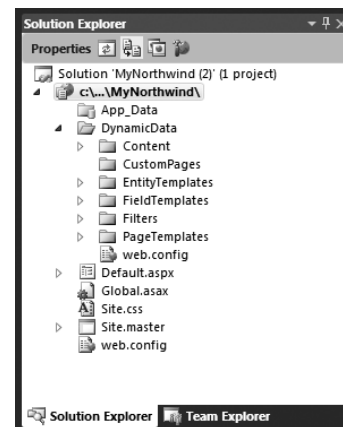 Solution Explorer
Properties
Solution 'MyNorthwind (2)' (1 project)
c:\...\MyNorthwind\
App_Data
DynamicData
Content
CustomPages
EntityTemplates
FieldTemplates
Filters
PageTemplates
web.config
Default.aspx
Global.asax
Site.css
Site.master
web.config
Solution Explorer Team Explorer